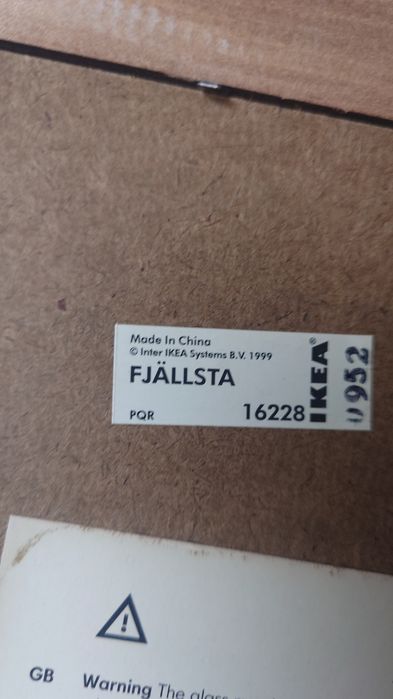 Made In China
© Inter IKEA Systems B.V. 1999
FJÄLLSTA
PQR 16228
IKEA®
0952
GB Warning The glass